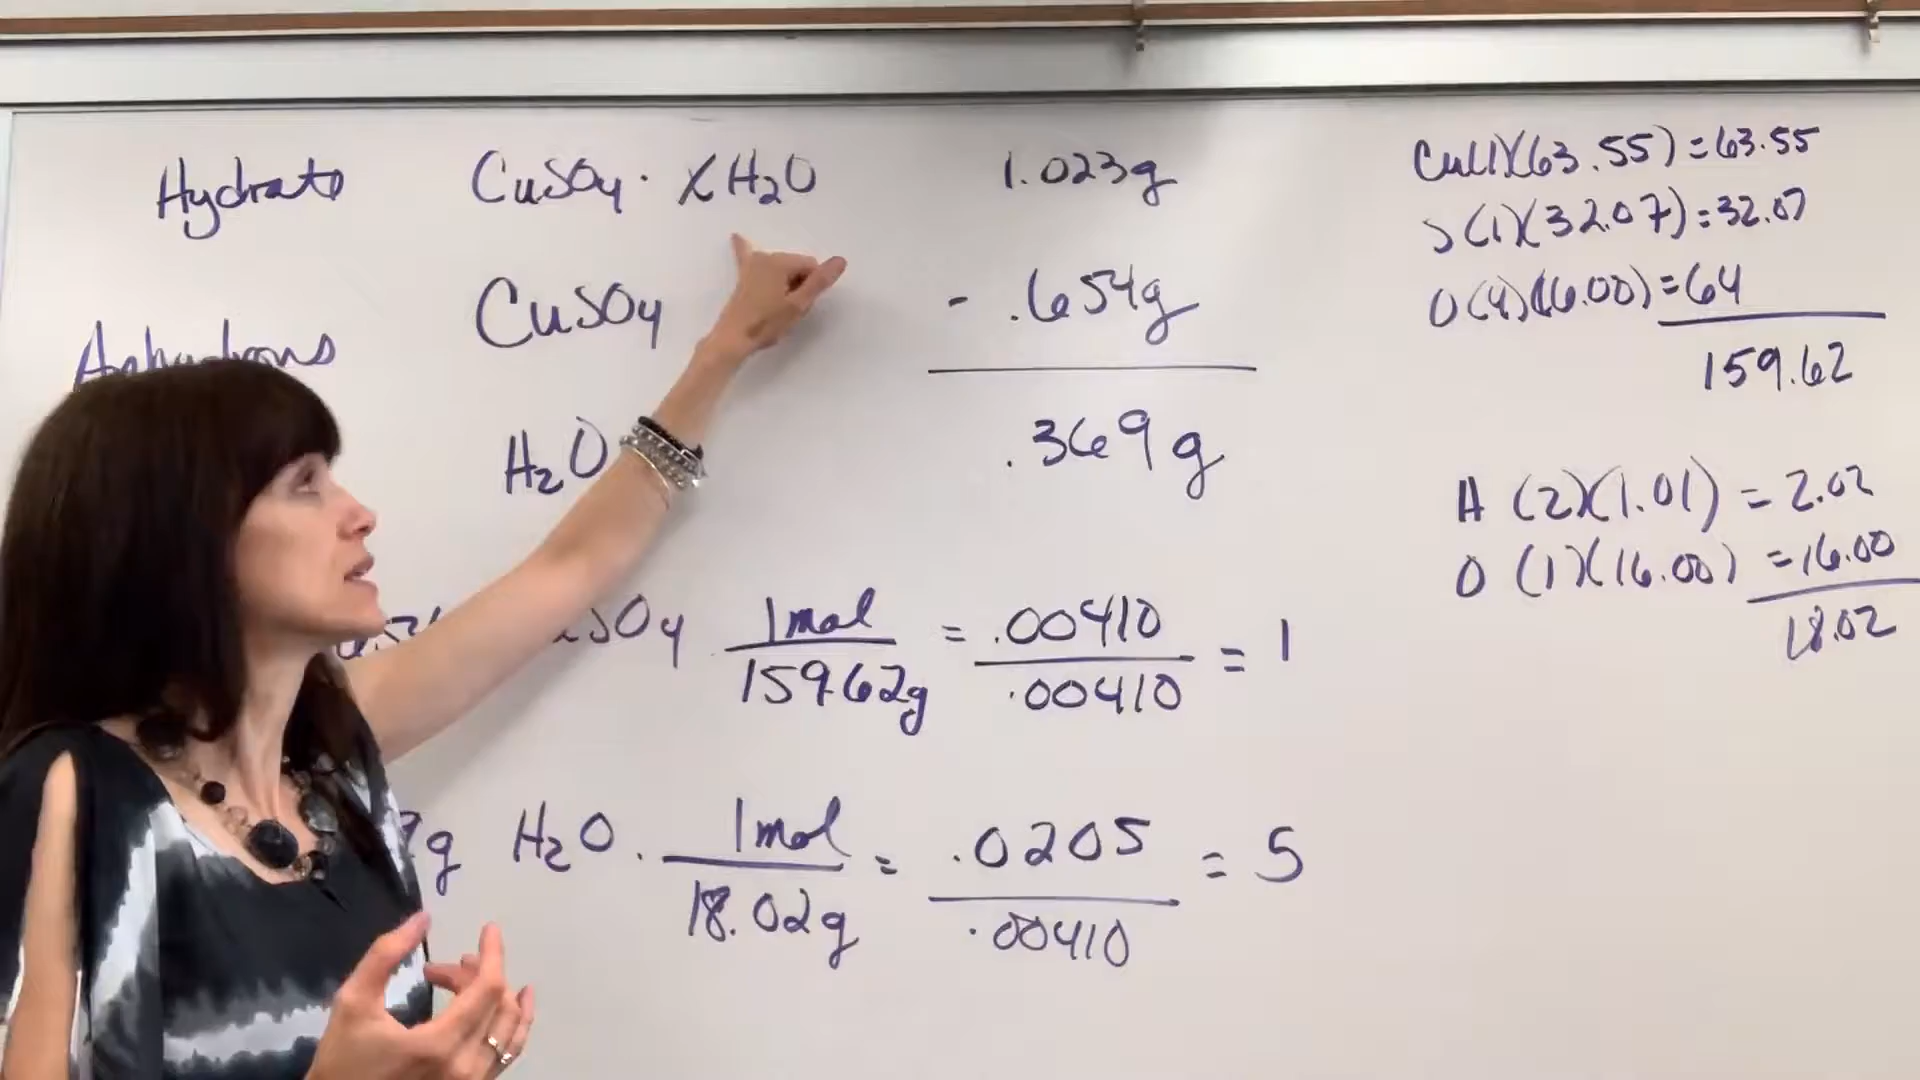 Hydrate CuSO4 · xH2O 1.023g
CuSO4 - .654g
Anhydrous
H2O .369g
SO4 1mol/159.62g = .00410/.00410 = 1
9g H2O · 1mol/18.02g = .0205/.00410 = 5
Cu(1)(63.55) = 63.55
S(1)(32.07) = 32.07
O(4)(16.00) = 64
159.62
H (2)(1.01) = 2.02
O (1)(16.00) = 16.00
18.02